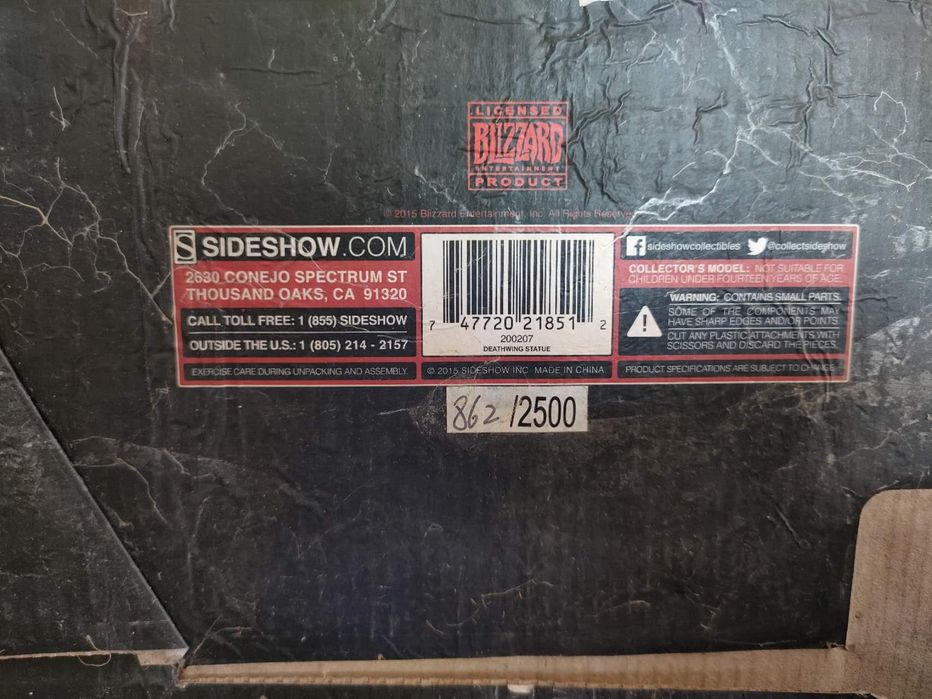 LICENSED
BLIZZARD
ENTERTAINMENT
PRODUCT
© 2015 Blizzard Entertainment, Inc. All Rights Reserved
S SIDESHOW.COM
2630 CONEJO SPECTRUM ST
THOUSAND OAKS, CA 91320
CALL TOLL FREE: 1 (855) SIDESHOW
OUTSIDE THE U.S.: 1 (805) 214 - 2157
EXERCISE CARE DURING UNPACKING AND ASSEMBLY.
7 47720 21851 2
200207
DEATHWING STATUE
© 2015 SIDESHOW INC MADE IN CHINA
f sideshowcollectibles @collectsideshow
COLLECTOR'S MODEL: NOT SUITABLE FOR
CHILDREN UNDER FOURTEEN YEARS OF AGE.
WARNING: CONTAINS SMALL PARTS.
SOME OF THE COMPONENTS MAY
HAVE SHARP EDGES AND/OR POINTS.
CUT ANY PLASTIC ATTACHMENTS WITH
SCISSORS AND DISCARD THE PIECES.
PRODUCT SPECIFICATIONS ARE SUBJECT TO CHANGE
862 /2500